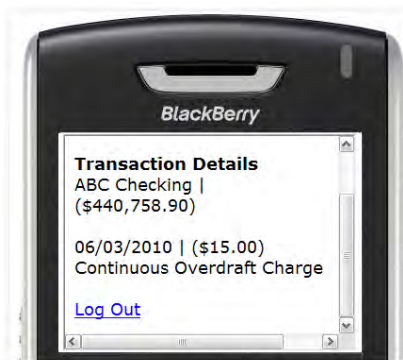 BlackBerry
Transaction Details
ABC Checking |
($440,758.90)
06/03/2010 | ($15.00)
Continuous Overdraft Charge
Log Out